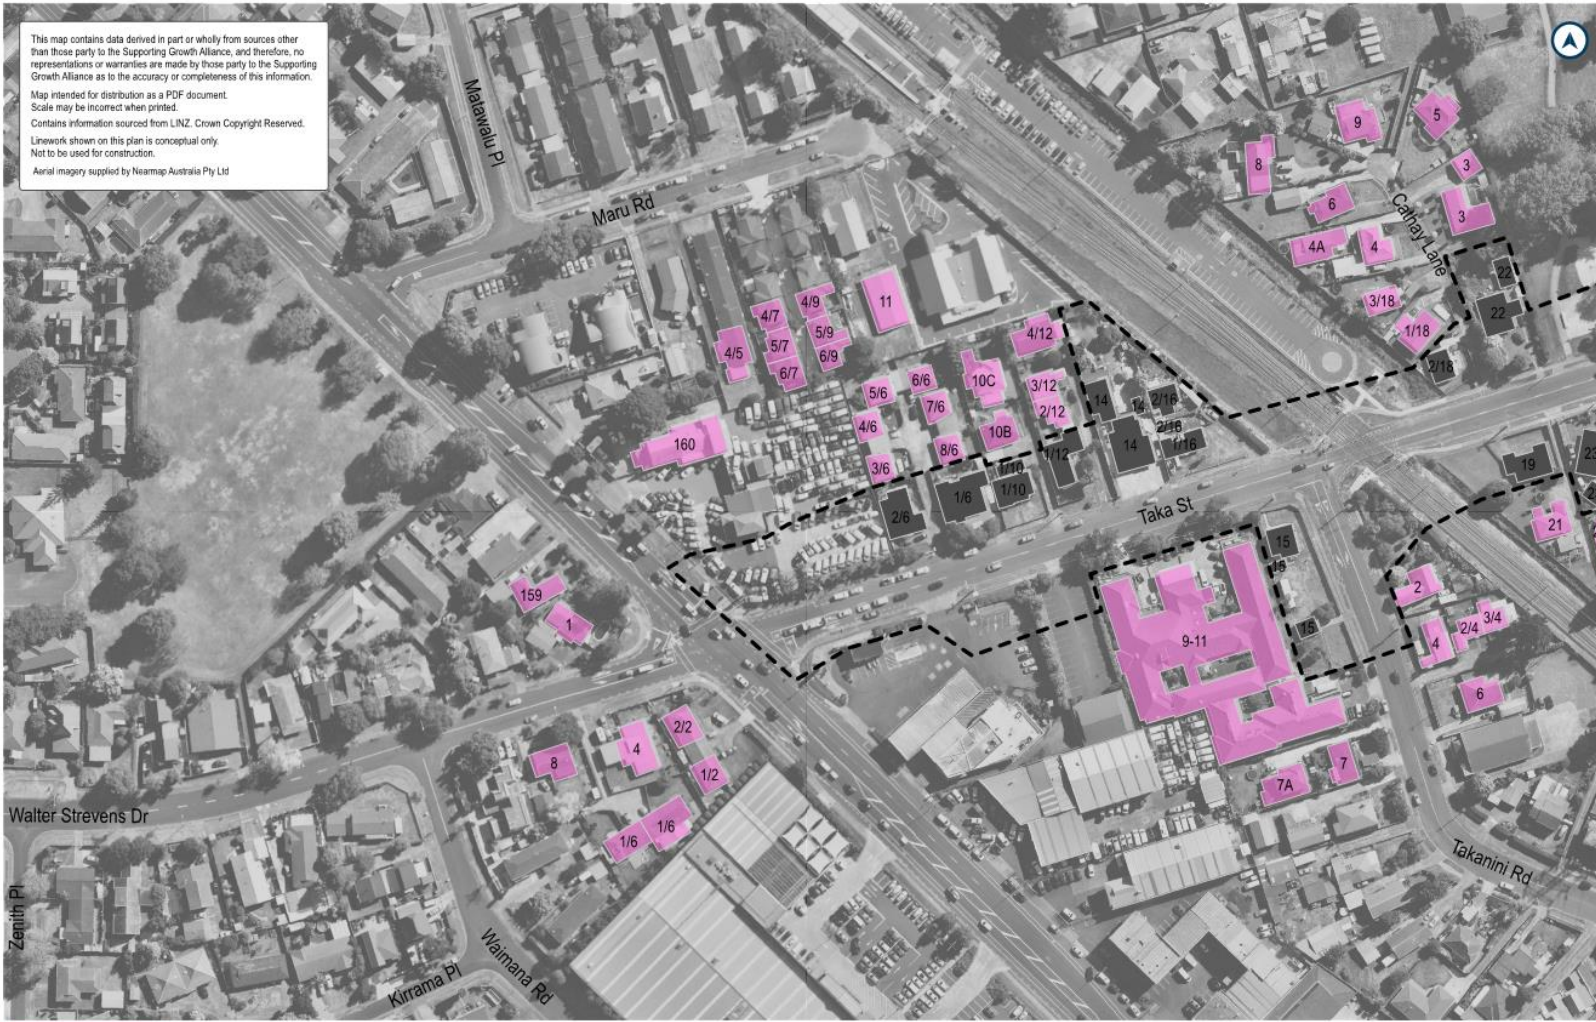 This map contains data derived in part or wholly from sources other
than those party to the Supporting Growth Alliance, and therefore, no
representations or warranties are made by those party to the Supporting
Growth Alliance as to the accuracy or completeness of this information.
Map intended for distribution as a PDF document.
Scale may be incorrect when printed.
Contains information sourced from LINZ. Crown Copyright Reserved.
Linework shown on this plan is conceptual only.
Not to be used for construction.
Aerial imagery supplied by Nearmap Australia Pty Ltd
Matawalu Pl
Maru Rd
Cathay Lane
9
5
8
3
6
3
4A
4
22
22
3/18
1/18
2/18
4/9
11
4/7
5/9
4/5
5/7
6/9
6/7
4/12
5/6
6/6
10C
3/12
7/6
2/12
4/6
10B
8/6
3/6
160
14
14
2/16
2/16
14
1/16
1/12
1/10
1/10
1/6
2/6
Taka St
19
23
21
15
15
15
9-11
2
3/4
2/4
4
6
159
1
2/2
4
8
1/2
1/6
1/6
7
7A
Walter Strevens Dr
Zenith Pl
Kirrama Pl
Waimana Rd
Takanini Rd